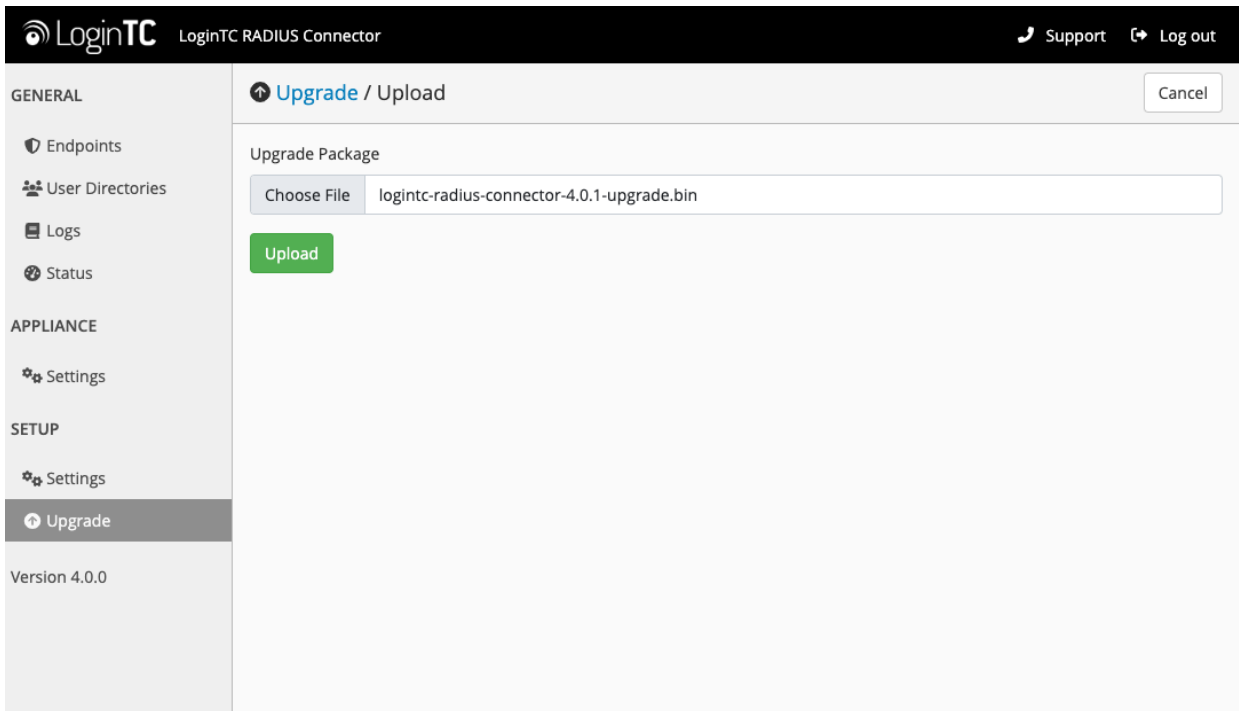 LoginTC LoginTC RADIUS Connector Support Log out
GENERAL
Endpoints
User Directories
Logs
Status
APPLIANCE
Settings
SETUP
Settings
Upgrade
Version 4.0.0
Upgrade / Upload Cancel
Upgrade Package
Choose File logintc-radius-connector-4.0.1-upgrade.bin
Upload